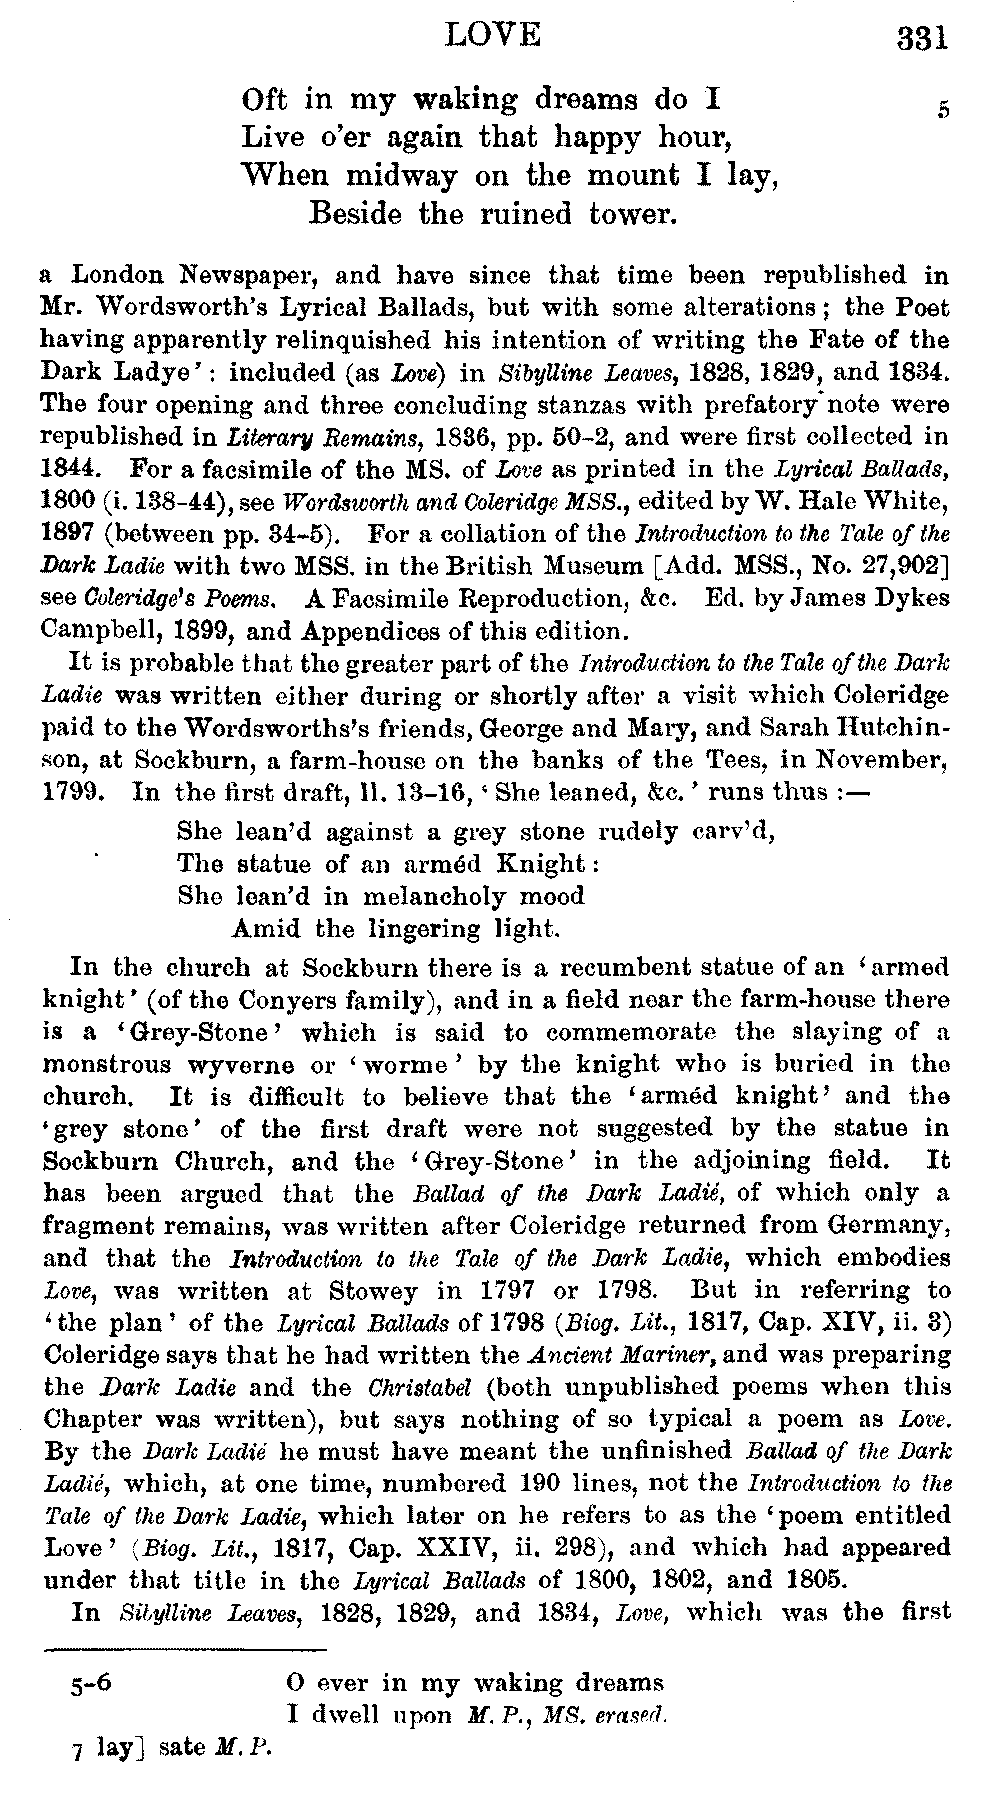 LOVE 331
Oft in my waking dreams do I 5
Live o'er again that happy hour,
When midway on the mount I lay,
Beside the ruined tower.
a London Newspaper, and have since that time been republished in
Mr. Wordsworth's Lyrical Ballads, but with some alterations; the Poet
having apparently relinquished his intention of writing the Fate of the
Dark Ladye': included (as Love) in Sibylline Leaves, 1828, 1829, and 1834.
The four opening and three concluding stanzas with prefatory note were
republished in Literary Remains, 1836, pp. 50-2, and were first collected in
1844. For a facsimile of the MS. of Love as printed in the Lyrical Ballads,
1800 (i. 138-44), see Wordsworth and Coleridge MSS., edited by W. Hale White,
1897 (between pp. 34-5). For a collation of the Introduction to the Tale of the
Dark Ladie with two MSS. in the British Museum [Add. MSS., No. 27,902]
see Coleridge's Poems. A Facsimile Reproduction, &c. Ed. by James Dykes
Campbell, 1899, and Appendices of this edition.
It is probable that the greater part of the Introduction to the Tale of the Dark
Ladie was written either during or shortly after a visit which Coleridge
paid to the Wordsworths's friends, George and Mary, and Sarah Hutchin-
son, at Sockburn, a farm-house on the banks of the Tees, in November,
1799. In the first draft, ll. 13-16, 'She leaned, &c.' runs thus:—
She lean'd against a grey stone rudely carv'd,
The statue of an arméd Knight:
She lean'd in melancholy mood
Amid the lingering light.
In the church at Sockburn there is a recumbent statue of an 'armed
knight' (of the Conyers family), and in a field near the farm-house there
is a 'Grey-Stone' which is said to commemorate the slaying of a
monstrous wyverne or 'worme' by the knight who is buried in the
church. It is difficult to believe that the 'arméd knight' and the
'grey stone' of the first draft were not suggested by the statue in
Sockburn Church, and the 'Grey-Stone' in the adjoining field. It
has been argued that the Ballad of the Dark Ladié, of which only a
fragment remains, was written after Coleridge returned from Germany,
and that the Introduction to the Tale of the Dark Ladie, which embodies
Love, was written at Stowey in 1797 or 1798. But in referring to
'the plan' of the Lyrical Ballads of 1798 (Biog. Lit., 1817, Cap. XIV, ii. 3)
Coleridge says that he had written the Ancient Mariner, and was preparing
the Dark Ladie and the Christabel (both unpublished poems when this
Chapter was written), but says nothing of so typical a poem as Love.
By the Dark Ladié he must have meant the unfinished Ballad of the Dark
Ladié, which, at one time, numbered 190 lines, not the Introduction to the
Tale of the Dark Ladie, which later on he refers to as the 'poem entitled
Love' (Biog. Lit., 1817, Cap. XXIV, ii. 298), and which had appeared
under that title in the Lyrical Ballads of 1800, 1802, and 1805.
In Sibylline Leaves, 1828, 1829, and 1834, Love, which was the first
5-6 O ever in my waking dreams
I dwell upon M. P., MS. erased.
7 lay] sate M. P.